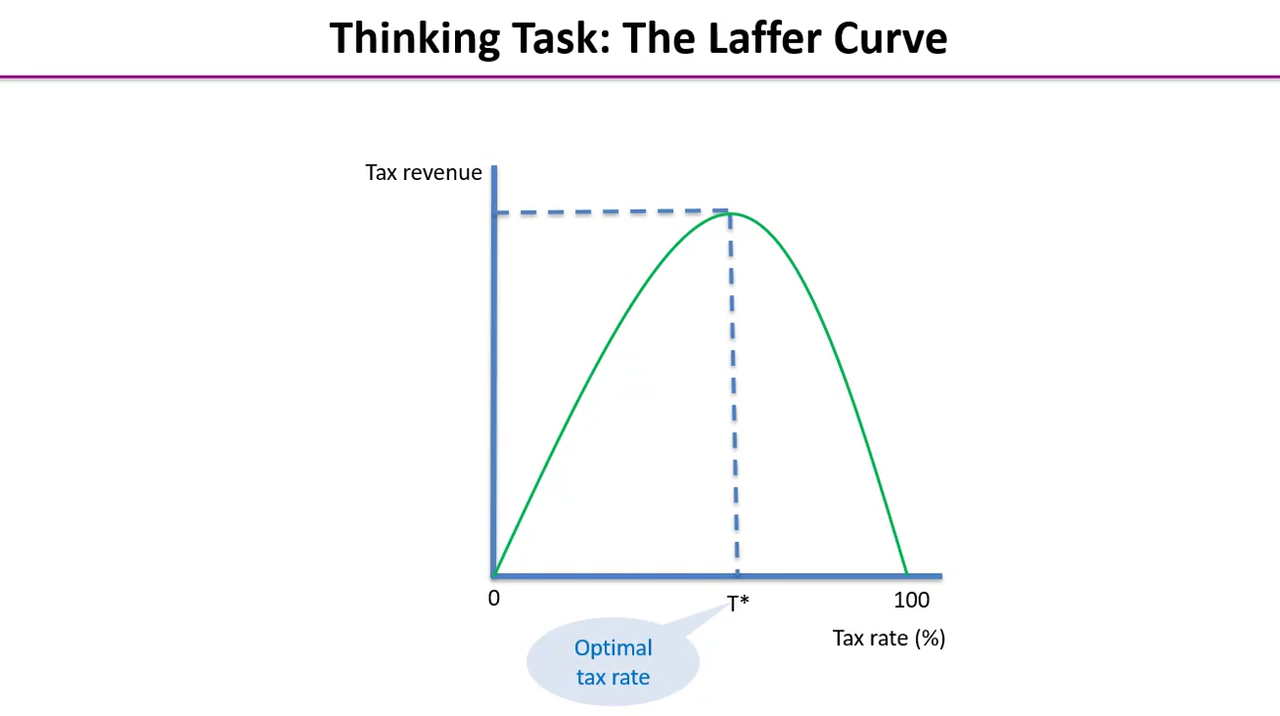 Thinking Task: The Laffer Curve
Tax revenue
0
T*
100
Tax rate (%)
Optimal
tax rate